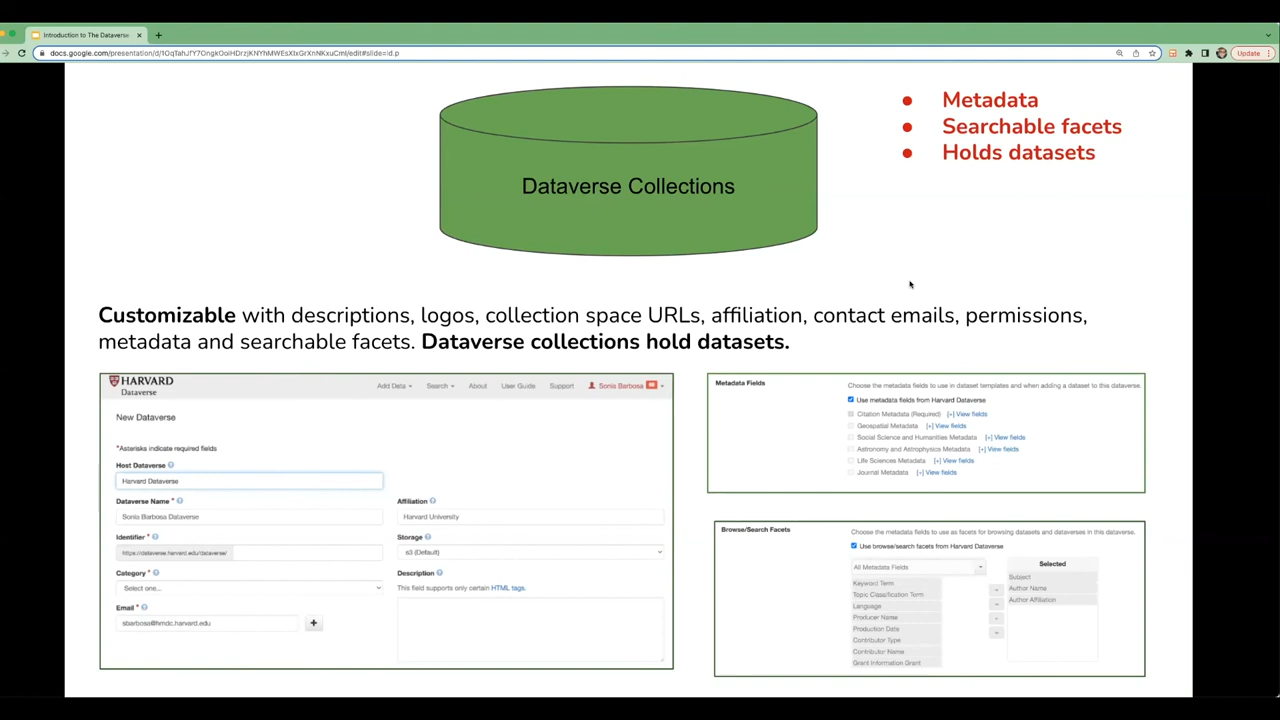 Introduction to The Dataverse
Update
Dataverse Collections
● Metadata
● Searchable facets
● Holds datasets
Customizable with descriptions, logos, collection space URLs, affiliation, contact emails, permissions,
metadata and searchable facets. Dataverse collections hold datasets.
HARVARD
Dataverse
Add Data Search About User Guide Support Sonia Barbosa
New Dataverse
*Asterisks indicate required fields
Host Dataverse
Harvard Dataverse
Dataverse Name * Affiliation
Sonia Barbosa Dataverse Harvard University
Identifier * Storage
https://dataverse.harvard.edu/dataverse/ s3 (Default)
Category * Description
Select one... This field supports only certain HTML tags.
Email *
sbarbosa@hmdc.harvard.edu
Metadata Fields Choose the metadata fields to use in dataset templates and when adding a dataset to this dataverse.
Use metadata fields from Harvard Dataverse
Citation Metadata (Required) [+] View fields
Geospatial Metadata [+] View fields
Social Science and Humanities Metadata [+] View fields
Astronomy and Astrophysics Metadata [+] View fields
Life Sciences Metadata [+] View fields
Journal Metadata [+] View fields
Browse/Search Facets Choose the metadata fields to use as facets for browsing datasets and dataverses in this dataverse.
Use browse/search facets from Harvard Dataverse
All Metadata Fields Selected
Keyword Term
Topic Classification Term
Language
Producer Name
Production Date
Contributor Type
Contributor Name
Grant Information Grant
Subject
Author Name
Author Affiliation